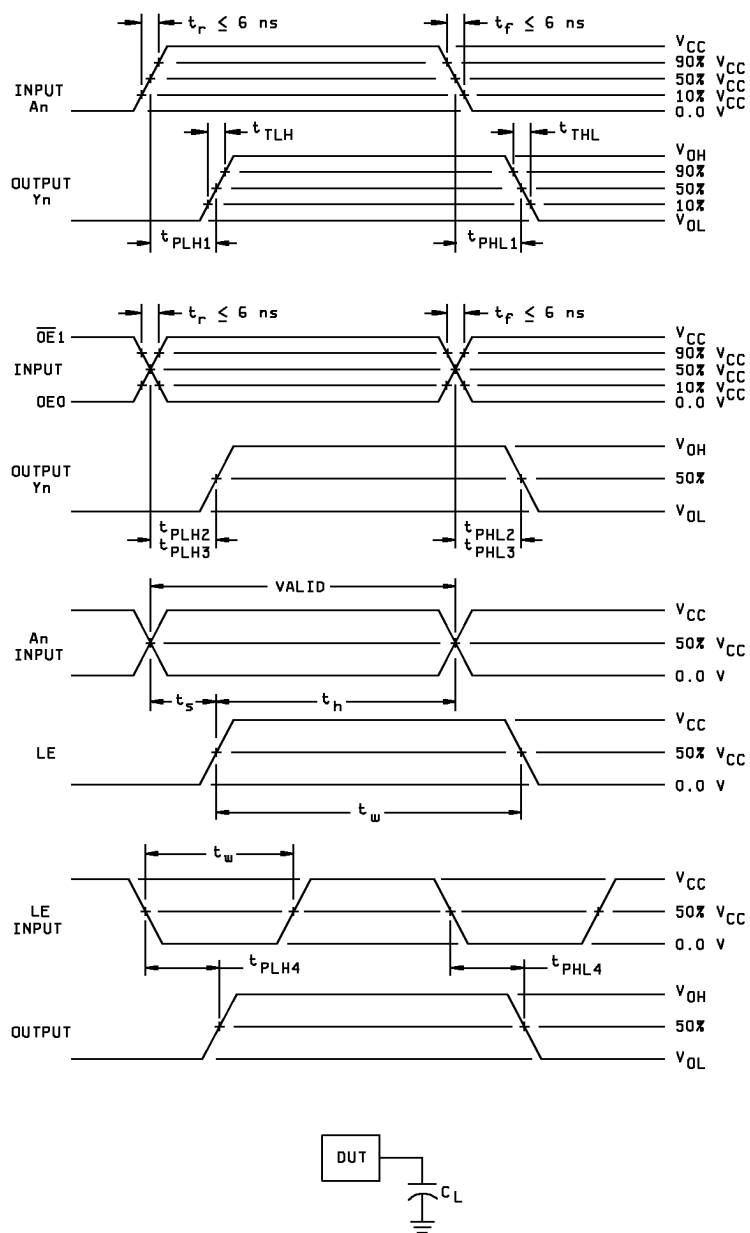 t_r ≤ 6 ns t_f ≤ 6 ns
V_CC
90% V_CC
50% V_CC
10% V_CC
0.0 V
INPUT
An
t_TLH t_THL
V_OH
90%
50%
10%
V_OL
OUTPUT
Yn
t_PLH1 t_PHL1
t_r ≤ 6 ns t_f ≤ 6 ns
O̅E̅1
INPUT
OE0
V_CC
90% V_CC
50% V_CC
10% V_CC
0.0 V
OUTPUT
Yn
V_OH
50%
V_OL
t_PLH2 t_PHL2
t_PLH3 t_PHL3
VALID
An
INPUT
V_CC
50% V_CC
0.0 V
t_s t_h
LE
V_CC
50% V_CC
0.0 V
t_w
t_w
LE
INPUT
V_CC
50% V_CC
0.0 V
t_PLH4 t_PHL4
OUTPUT
V_OH
50%
V_OL
DUT
C_L